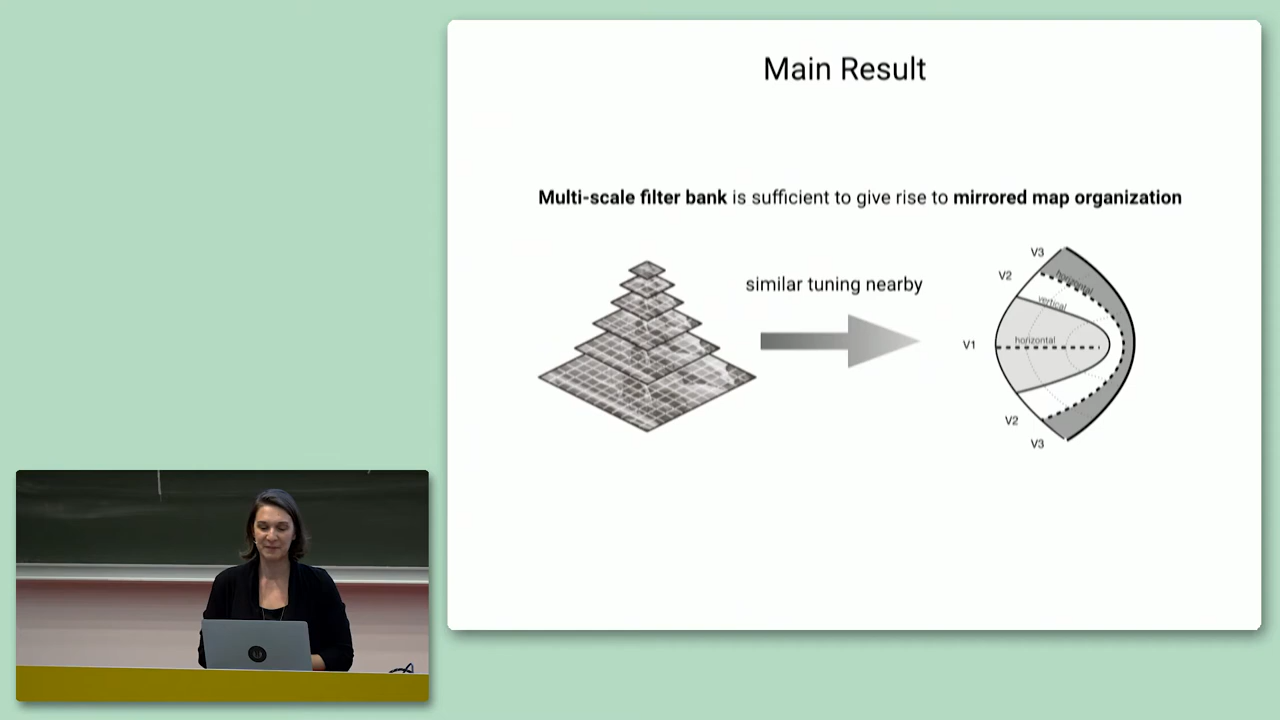 Main Result
Multi-scale filter bank is sufficient to give rise to mirrored map organization
similar tuning nearby
V3
V2
horizontal
vertical
V1
horizontal
V2
V3